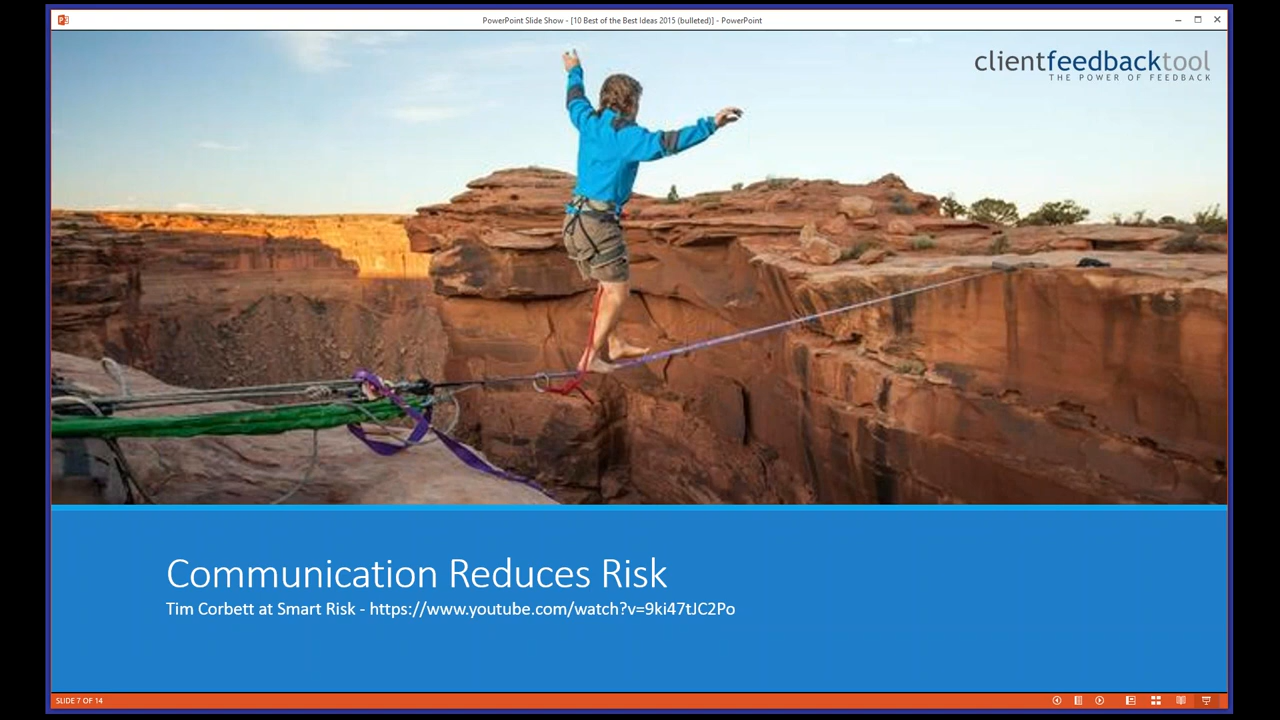 PowerPoint Slide Show - [10 Best of the Best Ideas 2015 (bulleted)] - PowerPoint
clientfeedbacktool
THE POWER OF FEEDBACK
Communication Reduces Risk
Tim Corbett at Smart Risk - https://www.youtube.com/watch?v=9ki47tJC2Po
SLIDE 7 OF 14